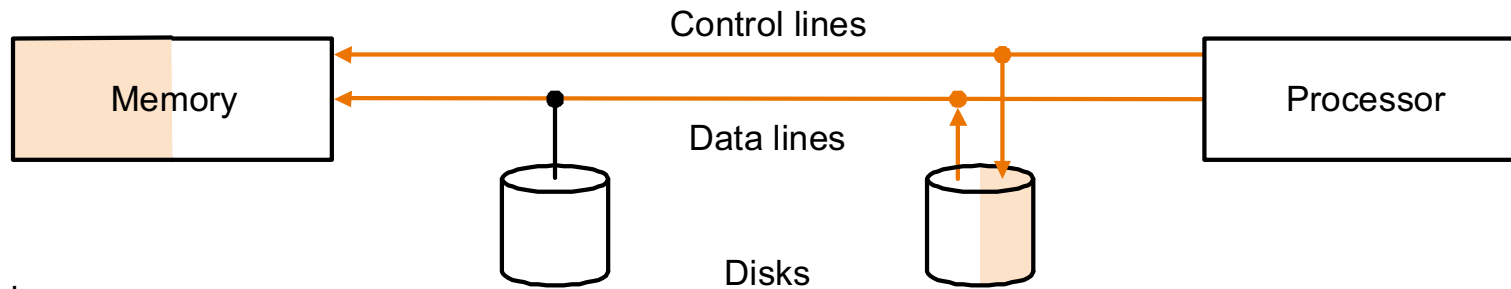 Control lines
Memory
Processor
Data lines
Disks
.